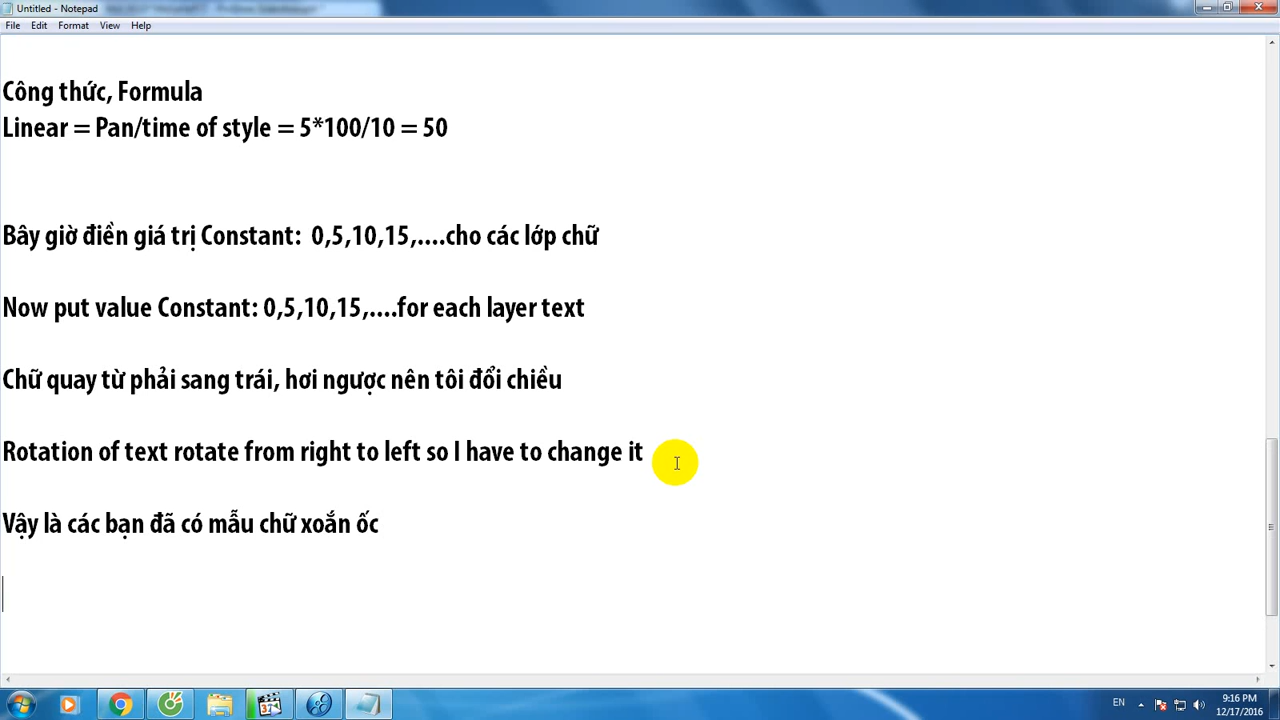 Untitled - Notepad
File Edit Format View Help
Công thức, Formula
Linear = Pan/time of style = 5*100/10 = 50
Bây giờ điền giá trị Constant:  0,5,10,15,....cho các lớp chữ
Now put value Constant: 0,5,10,15,....for each layer text
Chữ quay từ phải sang trái, hơi ngược nên tôi đổi chiều
Rotation of text rotate from right to left so I have to change it
Vậy là các bạn đã có mẫu chữ xoắn ốc
EN
9:16 PM
12/17/2016